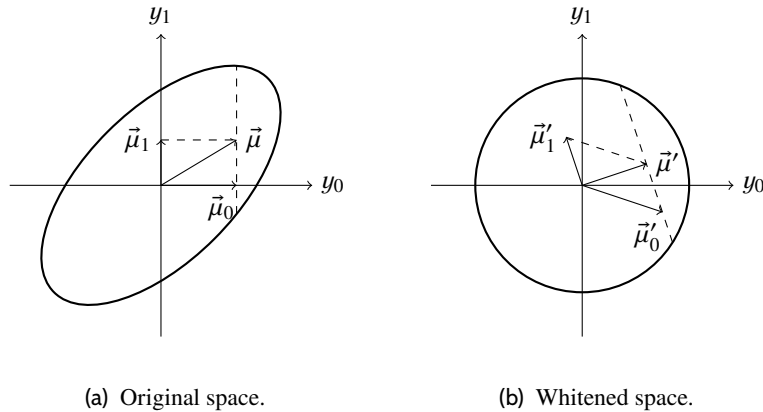 y₁
y₁
μ⃗₁
μ⃗
μ⃗₀
y₀
μ⃗′₁
μ⃗′
μ⃗′₀
y₀
(a) Original space.
(b) Whitened space.